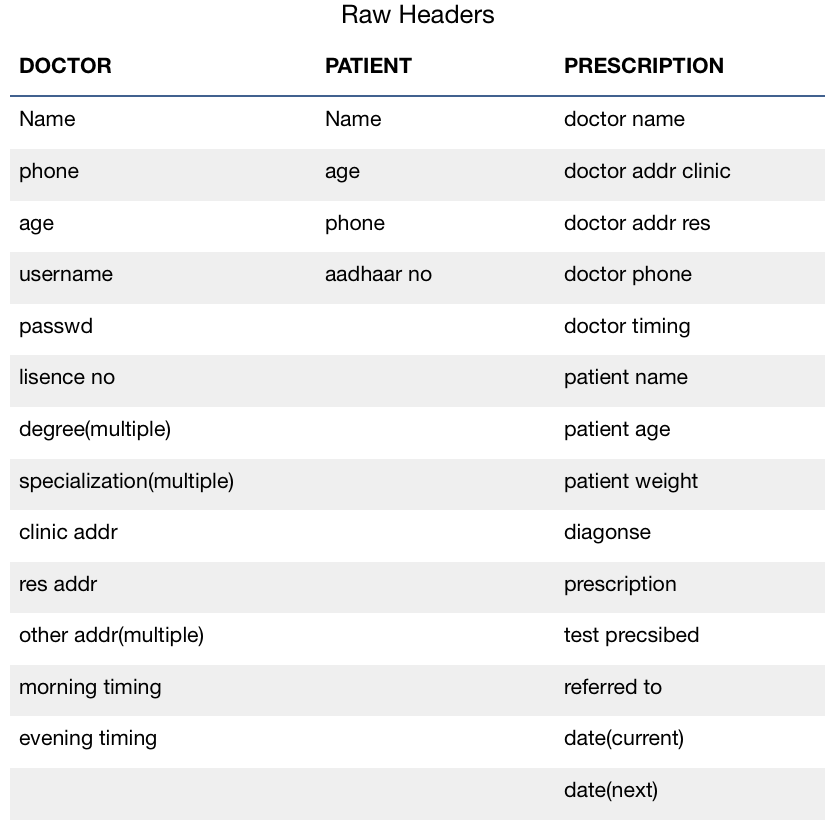 Raw Headers
DOCTOR PATIENT PRESCRIPTION
Name Name doctor name
phone age doctor addr clinic
age phone doctor addr res
username aadhaar no doctor phone
passwd doctor timing
lisence no patient name
degree(multiple) patient age
specialization(multiple) patient weight
clinic addr diagonse
res addr prescription
other addr(multiple) test precsibed
morning timing referred to
evening timing date(current)
date(next)